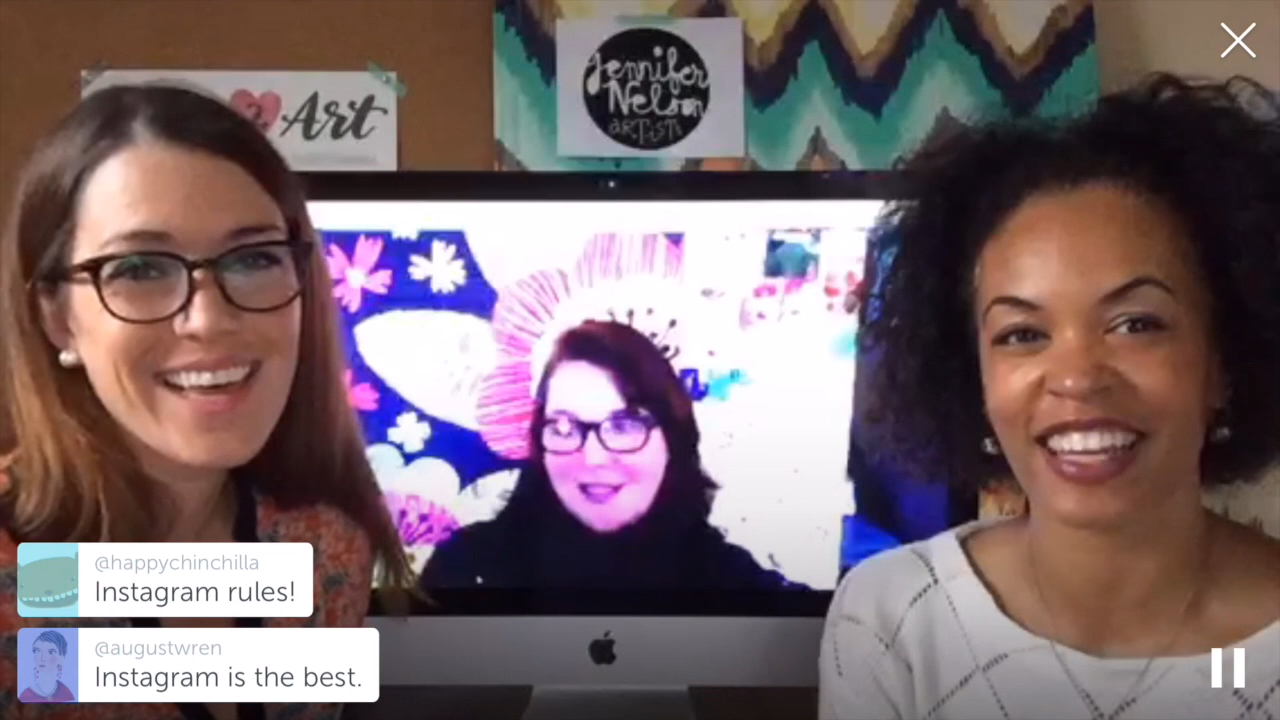 Art
Jennifer
Nelson
ARTIST
@happychinchilla
Instagram rules!
@augustwren
Instagram is the best.